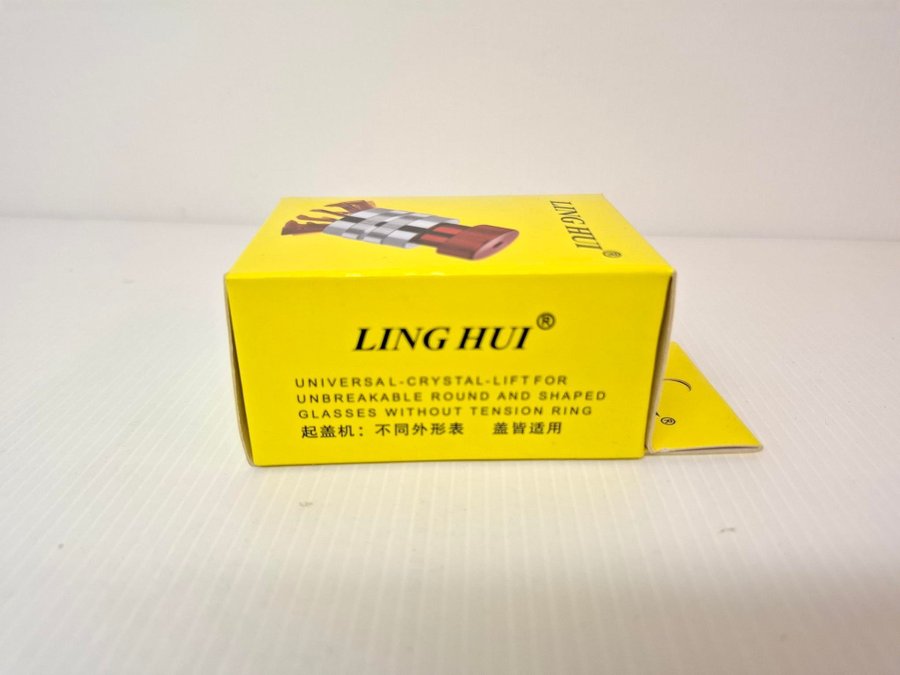 LING HUI®
LING HUI®
UNIVERSAL-CRYSTAL-LIFT FOR
UNBREAKABLE ROUND AND SHAPED
GLASSES WITHOUT TENSION RING
起盖机：不同外形表 盖皆适用
®